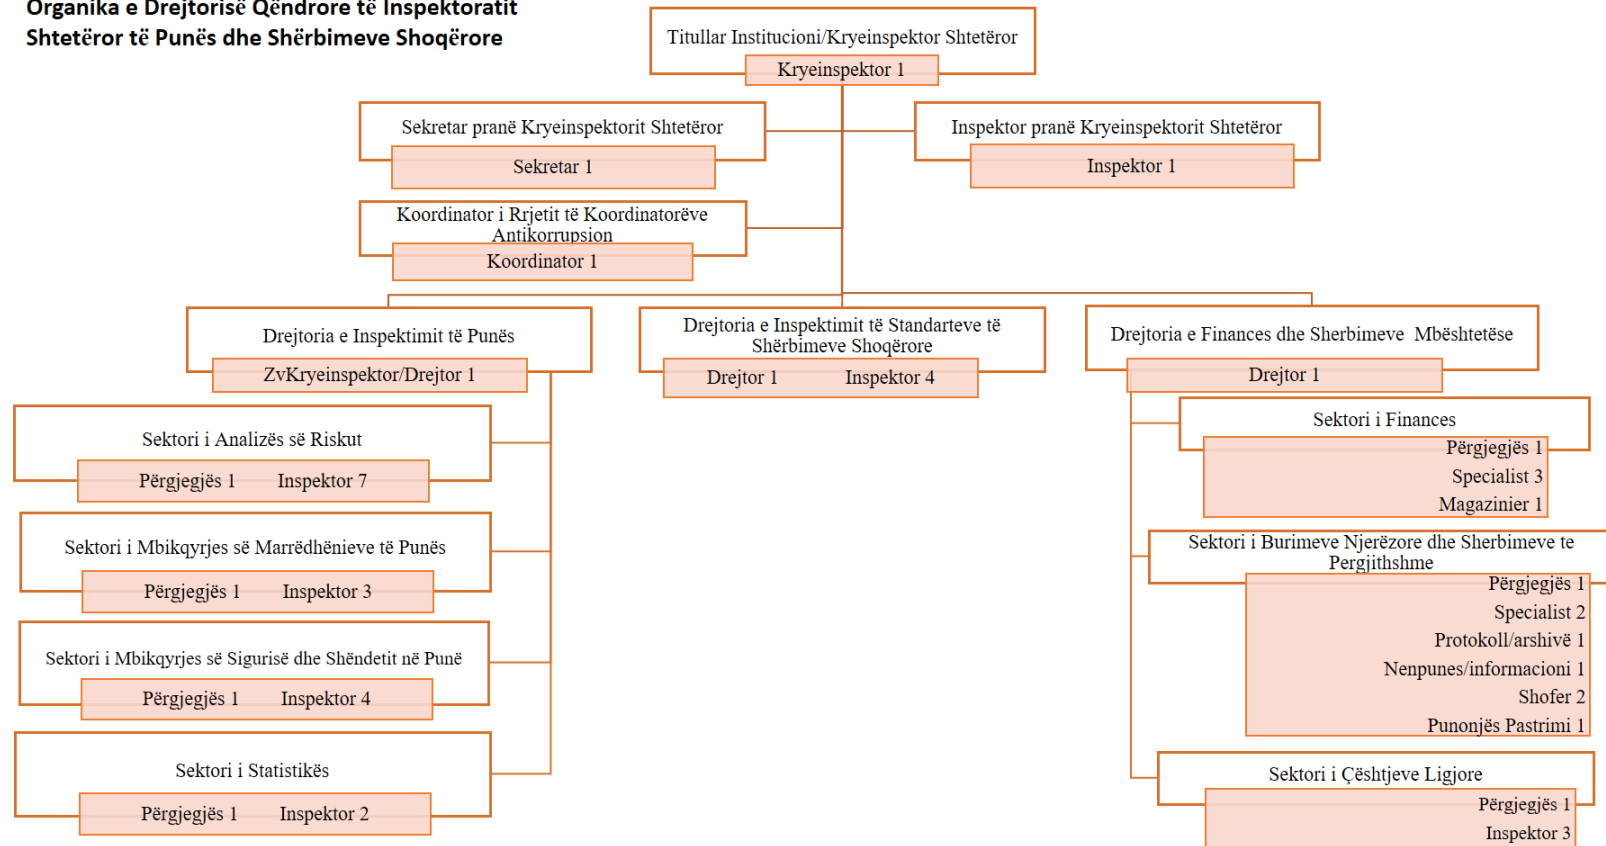 Organika e Drejtorisë Qëndrore të Inspektoratit
Shtetëror të Punës dhe Shërbimeve Shoqërore
Titullar Institucioni/Kryeinspektor Shtetëror
Kryeinspektor 1
Sekretar pranë Kryeinspektorit Shtetëror
Sekretar 1
Inspektor pranë Kryeinspektorit Shtetëror
Inspektor 1
Koordinator i Rrjetit të Koordinatorëve
Antikorrupsion
Koordinator 1
Drejtoria e Inspektimit të Punës
ZvKryeinspektor/Drejtor 1
Sektori i Analizës së Riskut
Përgjegjës 1 Inspektor 7
Sektori i Mbikqyrjes së Marrëdhënieve të Punës
Përgjegjës 1 Inspektor 3
Sektori i Mbikqyrjes së Sigurisë dhe Shëndetit në Punë
Përgjegjës 1 Inspektor 4
Sektori i Statistikës
Përgjegjës 1 Inspektor 2
Drejtoria e Inspektimit të Standarteve të
Shërbimeve Shoqërore
Drejtor 1 Inspektor 4
Drejtoria e Finances dhe Sherbimeve Mbështetëse
Drejtor 1
Sektori i Finances
Përgjegjës 1
Specialist 3
Magazinier 1
Sektori i Burimeve Njerëzore dhe Sherbimeve te
Pergjithshme
Përgjegjës 1
Specialist 2
Protokoll/arshivë 1
Nenpunes/informacioni 1
Shofer 2
Punonjës Pastrimi 1
Sektori i Çështjeve Ligjore
Përgjegjës 1
Inspektor 3